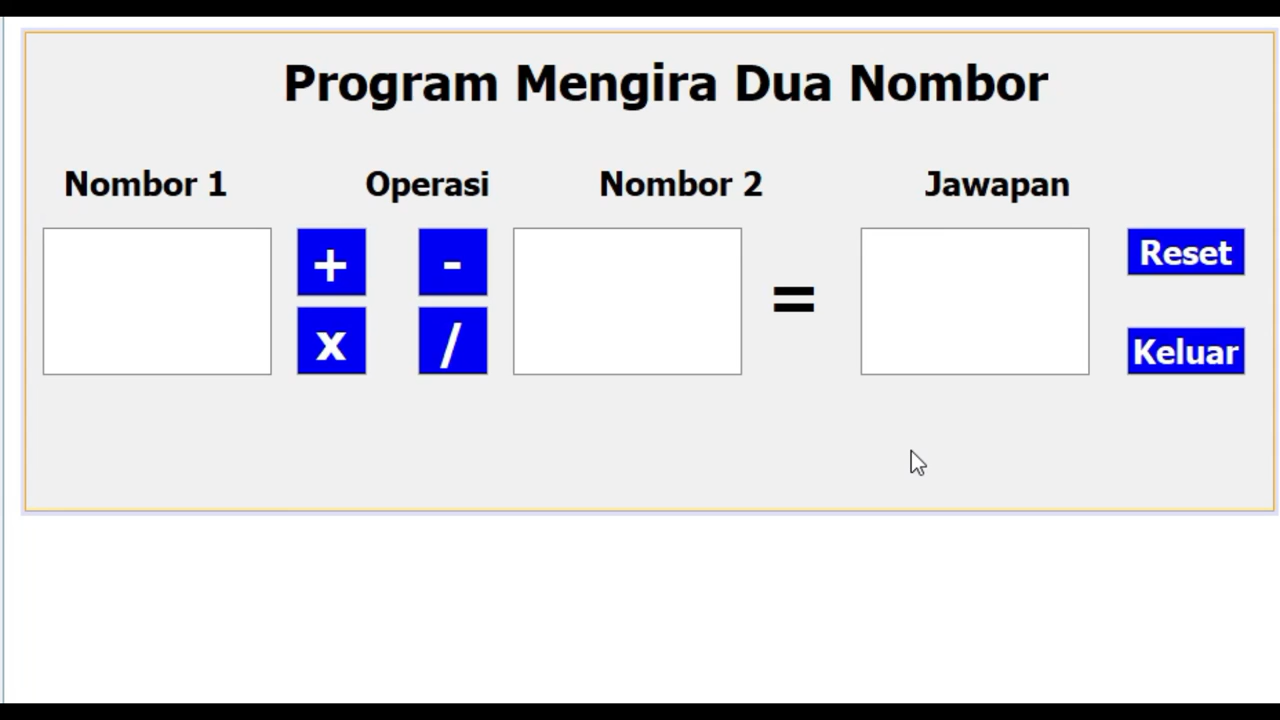 Program Mengira Dua Nombor
Nombor 1 Operasi Nombor 2 Jawapan
+ - Reset
=
x / Keluar